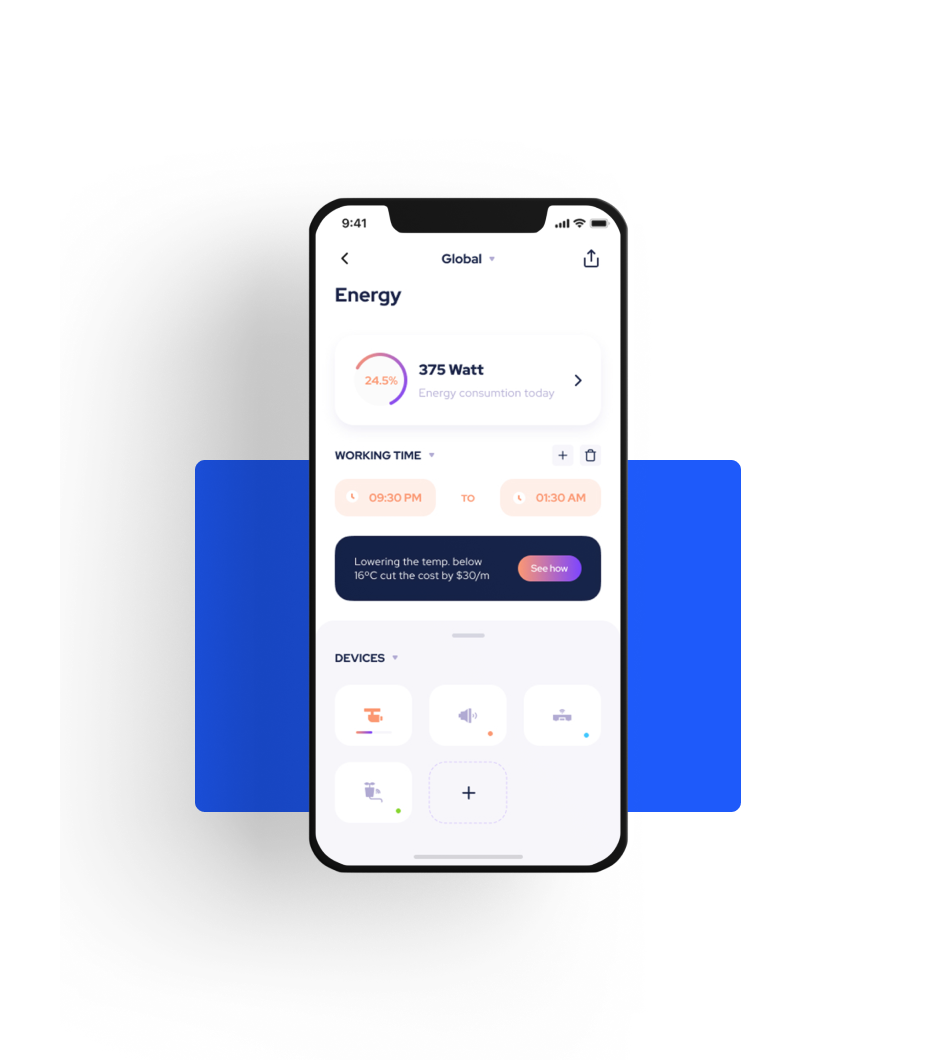 9:41
Global
Energy
24.5%
375 Watt
Energy consumtion today
WORKING TIME
09:30 PM TO 01:30 AM
Lowering the temp. below
16ºC cut the cost by $30/m
See how
DEVICES